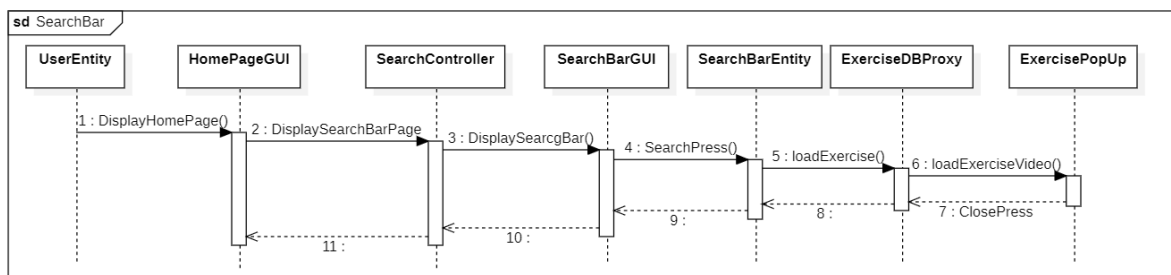 sd SearchBar
UserEntity
HomePageGUI
SearchController
SearchBarGUI
SearchBarEntity
ExerciseDBProxy
ExercisePopUp
1 : DisplayHomePage()
2 : DisplaySearchBarPage
3 : DisplaySearcgBar()
4 : SearchPress()
5 : loadExercise()
6 : loadExerciseVideo()
7 : ClosePress
8 :
9 :
10 :
11 :